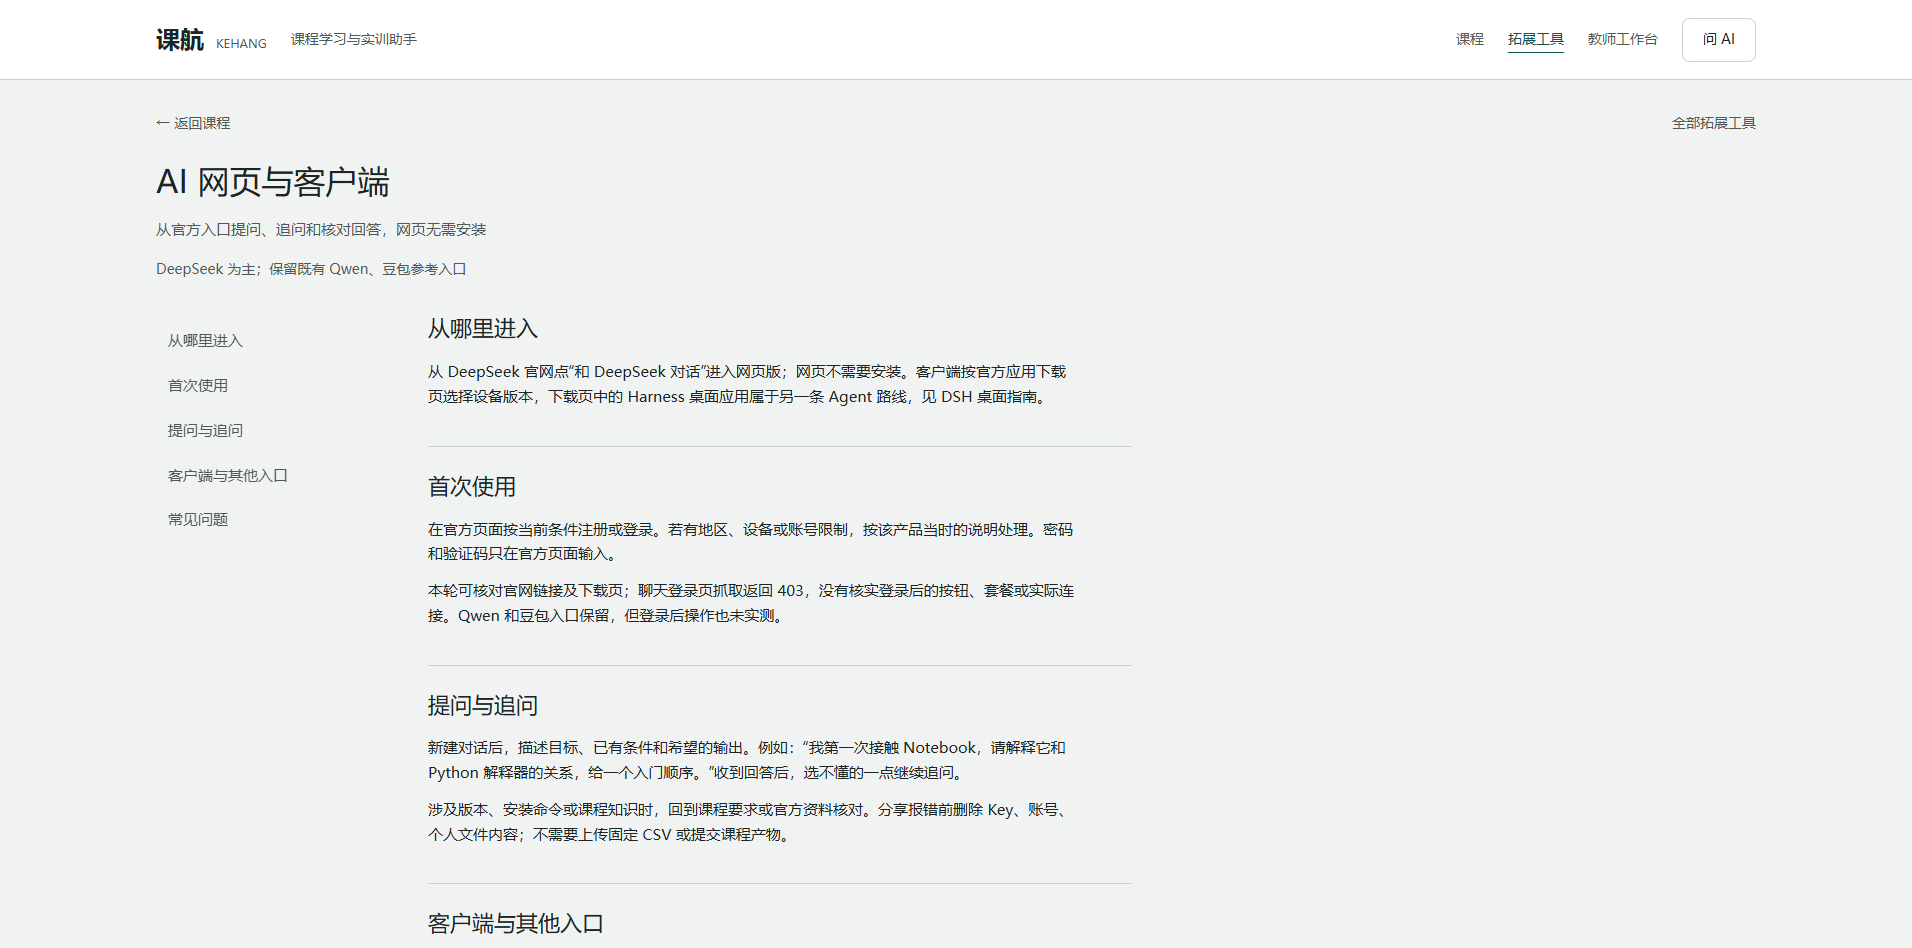 课航 KEHANG 课程学习与实训助手
课程 拓展工具 教师工作台 问 AI
← 返回课程
全部拓展工具
AI 网页与客户端
从官方入口提问、追问和核对回答，网页无需安装
DeepSeek 为主；保留既有 Qwen、豆包参考入口
从哪里进入
首次使用
提问与追问
客户端与其他入口
常见问题
从哪里进入
从 DeepSeek 官网点“和 DeepSeek 对话”进入网页版；网页不需要安装。客户端按官方应用下载
页选择设备版本，下载页中的 Harness 桌面应用属于另一条 Agent 路线，见 DSH 桌面指南。
首次使用
在官方页面按当前条件注册或登录。若有地区、设备或账号限制，按该产品当时的说明处理。密码
和验证码只在官方页面输入。
本轮可核对官网链接及下载页；聊天登录页抓取返回 403，没有核实登录后的按钮、套餐或实际连
接。Qwen 和豆包入口保留，但登录后操作也未实测。
提问与追问
新建对话后，描述目标、已有条件和希望的输出。例如：“我第一次接触 Notebook，请解释它和
Python 解释器的关系，给一个入门顺序。”收到回答后，选不懂的一点继续追问。
涉及版本、安装命令或课程知识时，回到课程要求或官方资料核对。分享报错前删除 Key、账号、
个人文件内容；不需要上传固定 CSV 或提交课程产物。
客户端与其他入口